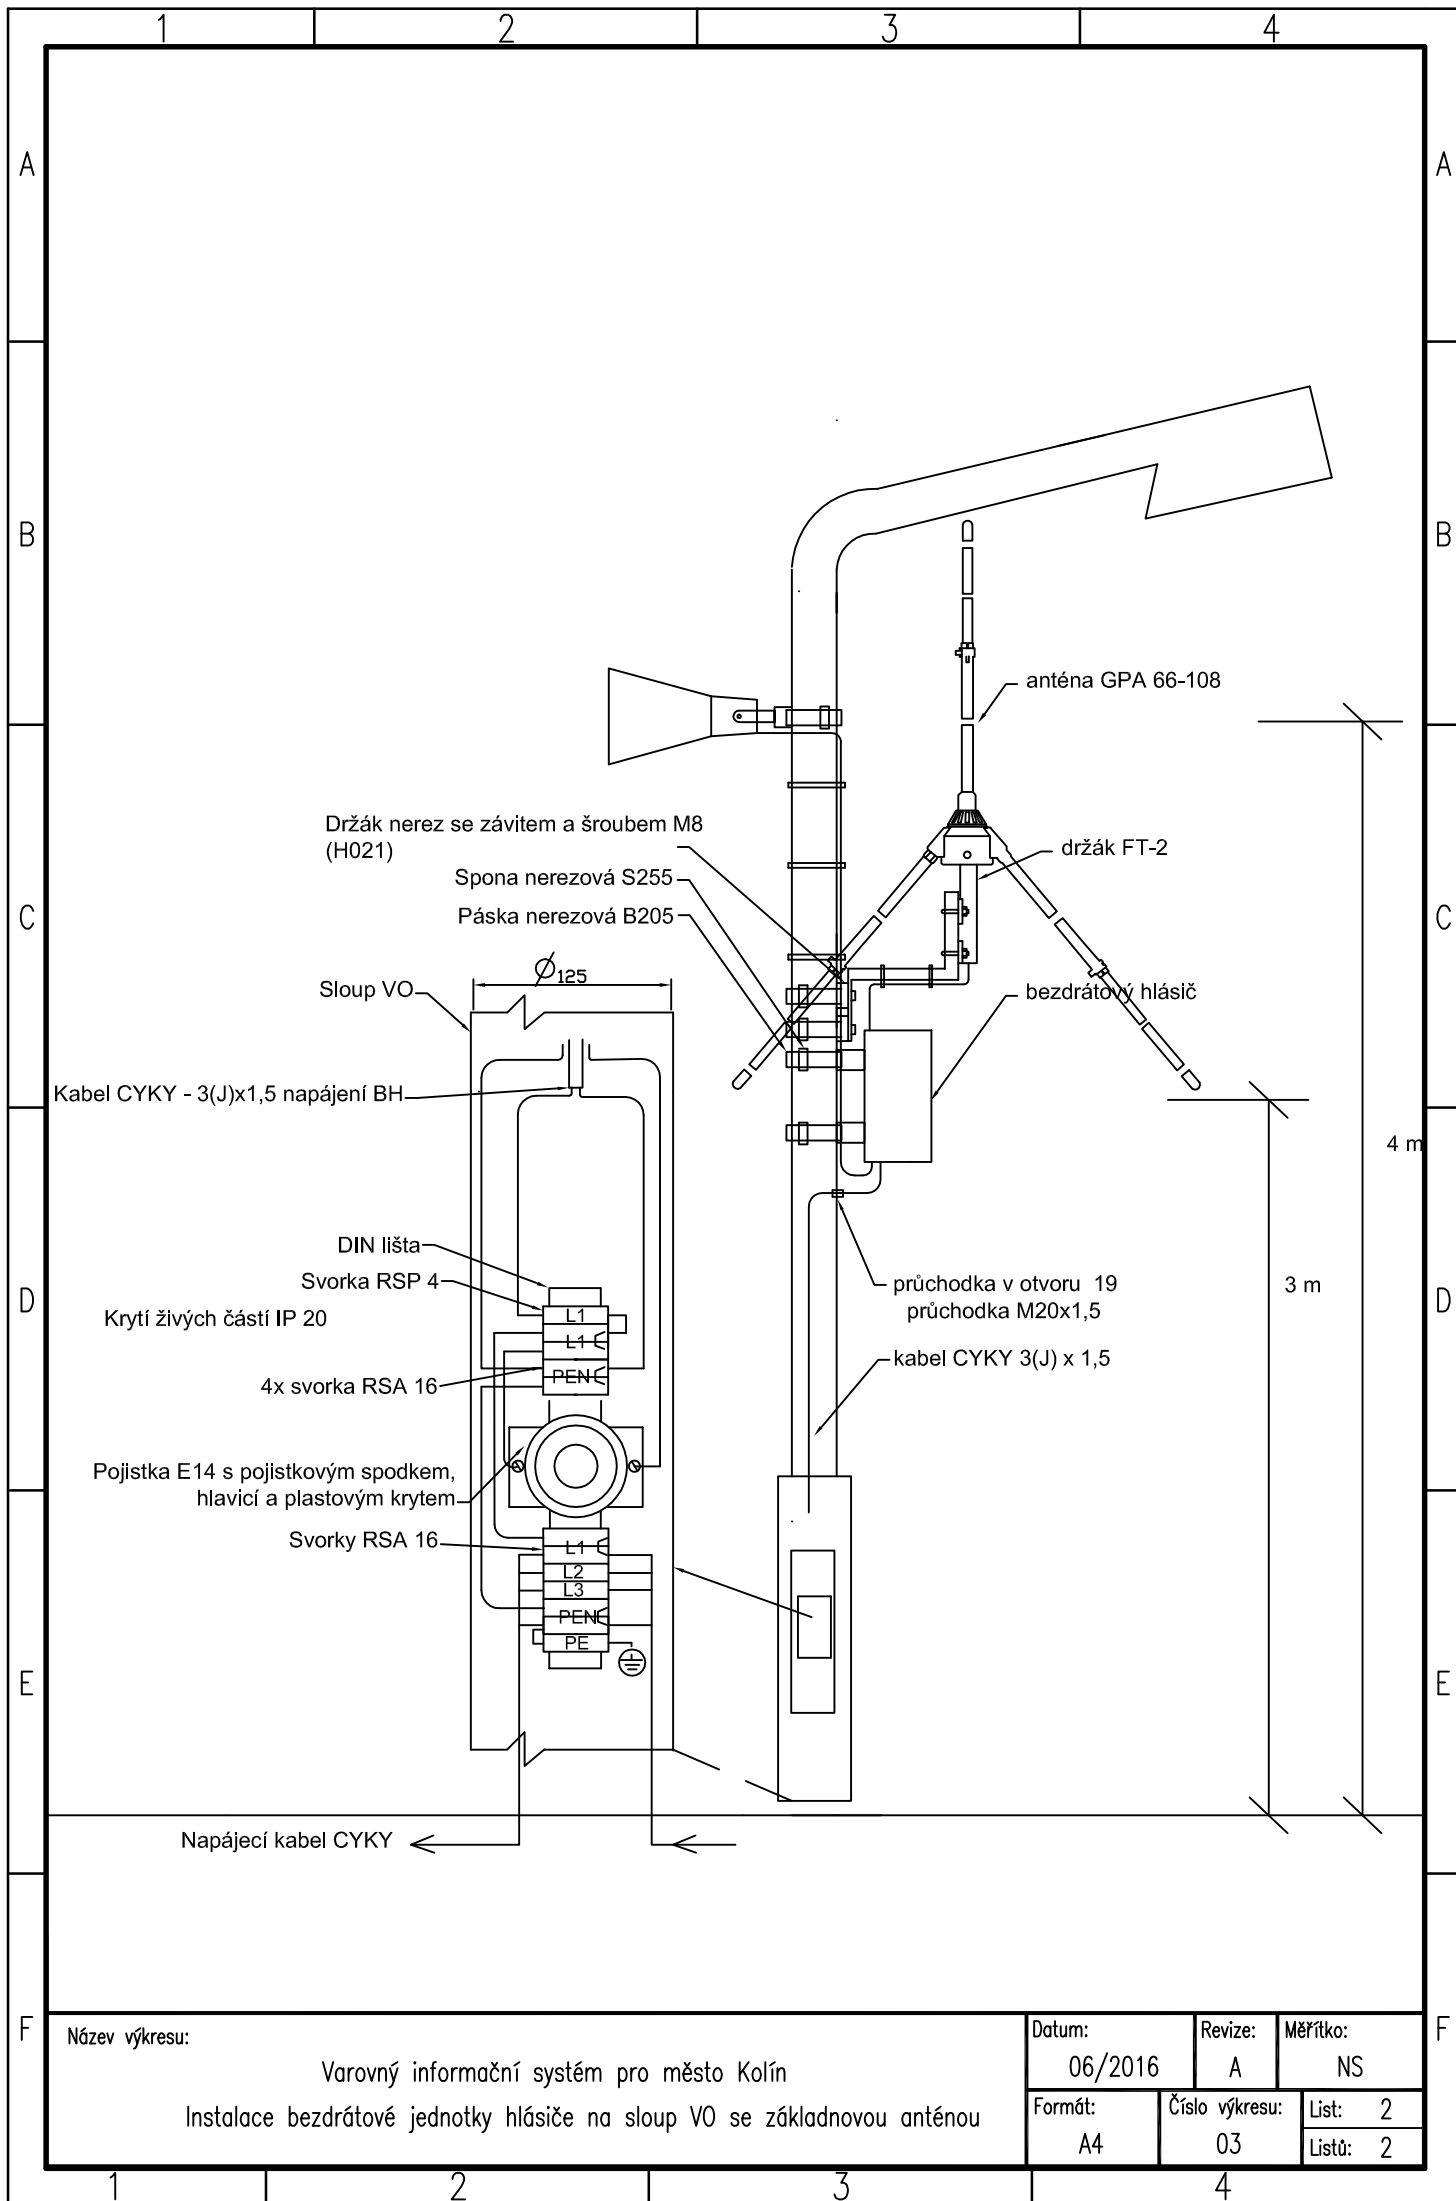 1 2 3 4
A A
B B
anténa GPA 66-108
Držák nerez se závitem a šroubem M8
(H021)
držák FT-2
Spona nerezová S255
Páska nerezová B205
C C
Ø125
Sloup VO
bezdrátový hlásič
Kabel CYKY - 3(J)x1,5 napájení BH
4 m
DIN lišta
Svorka RSP 4
průchodka v otvoru 19
průchodka M20x1,5
3 m
D D
Krytí živých částí IP 20
L1
L1
kabel CYKY 3(J) x 1,5
4x svorka RSA 16
PEN
Pojistka E14 s pojistkovým spodkem,
hlavicí a plastovým krytem
Svorky RSA 16
L1
L2
L3
PEN
PE
E E
Napájecí kabel CYKY
F F
Název výkresu:
Varovný informační systém pro město Kolín
Instalace bezdrátové jednotky hlásiče na sloup VO se základnovou anténou
Datum:
06/2016
Revize:
A
Měřítko:
NS
Formát:
A4
Číslo výkresu:
03
List: 2
Listů: 2
1 2 3 4